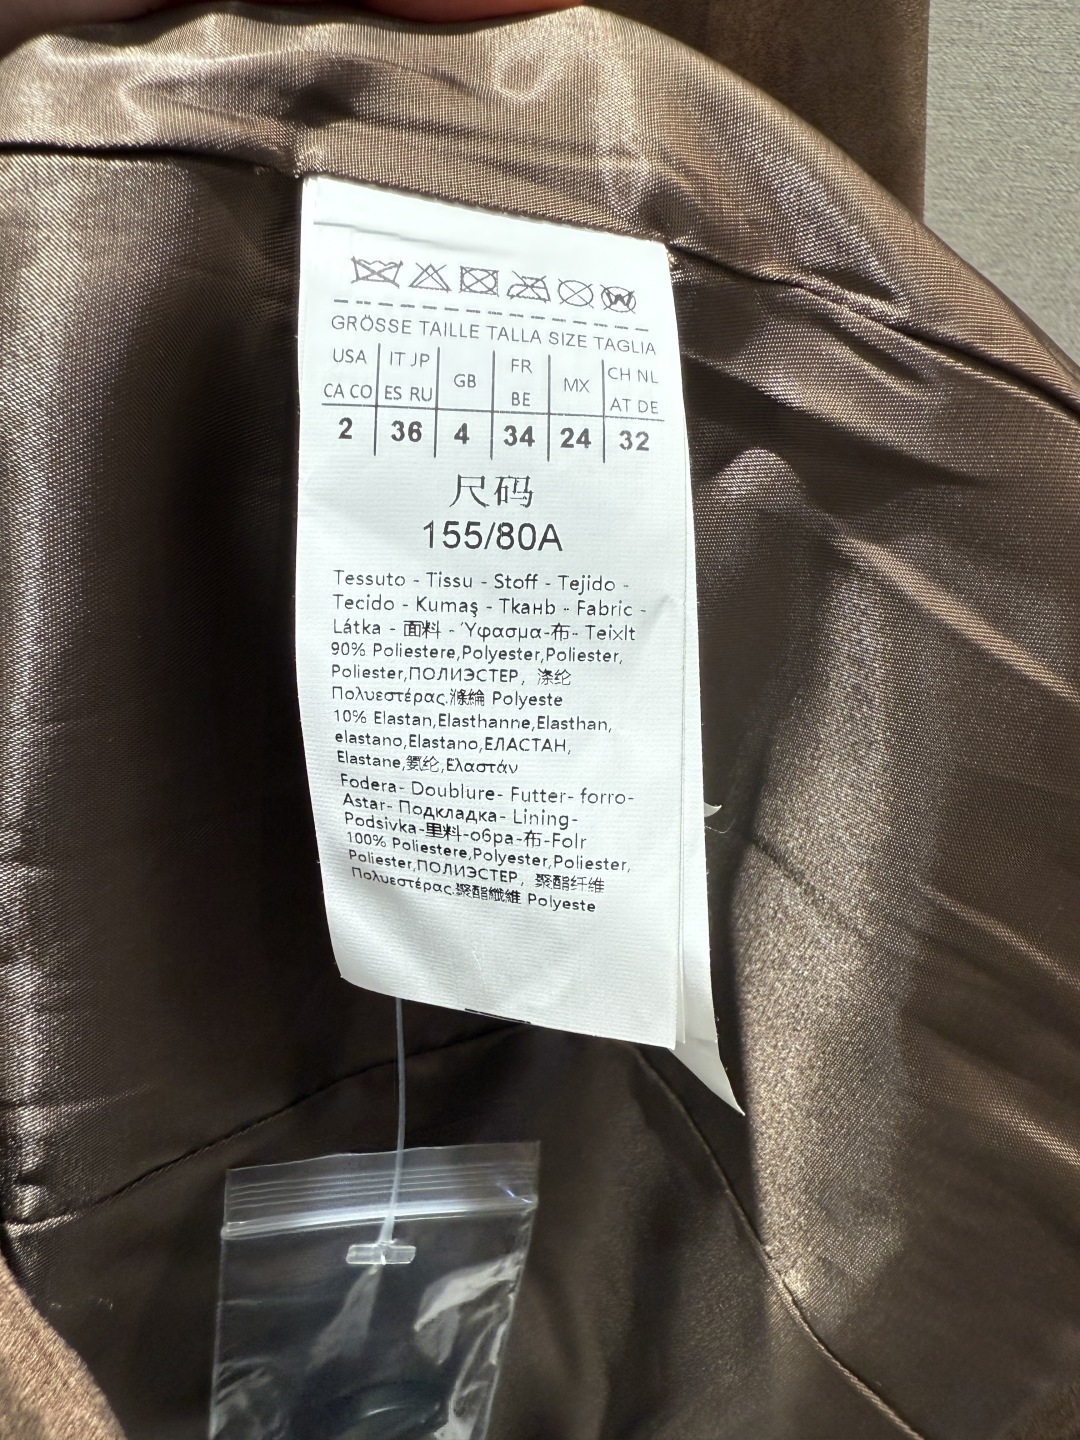 GRÖSSE TAILLE TALLA SIZE TAGLIA
USA IT JP GB FR MX CH NL
CA CO ES RU BE AT DE
2 36 4 34 24 32
尺码
155/80A
Tessuto - Tissu - Stoff - Tejido -
Tecido - Kumaş - Ткань - Fabric -
Látka - 面料 - Ύφασμα-布- Teixlt
90% Poliestere,Polyester,Poliester,
Poliester,ПОЛИЭСТЕР, 涤纶
Πολυεστέρας.滌綸 Polyeste
10% Elastan,Elasthanne,Elasthan,
elastano,Elastano,ЕЛАСТАН,
Elastane,氨纶,Ελαστάν
Fodera- Doublure- Futter- forro-
Astar- Подкладка- Lining-
Podsivka-里料-οбра-布-Folr
100% Poliestere,Polyester,Poliester,
Poliester,ПОЛИЭСТЕР, 聚酯纤维
Πολυεστέρας.聚酯纖維 Polyeste